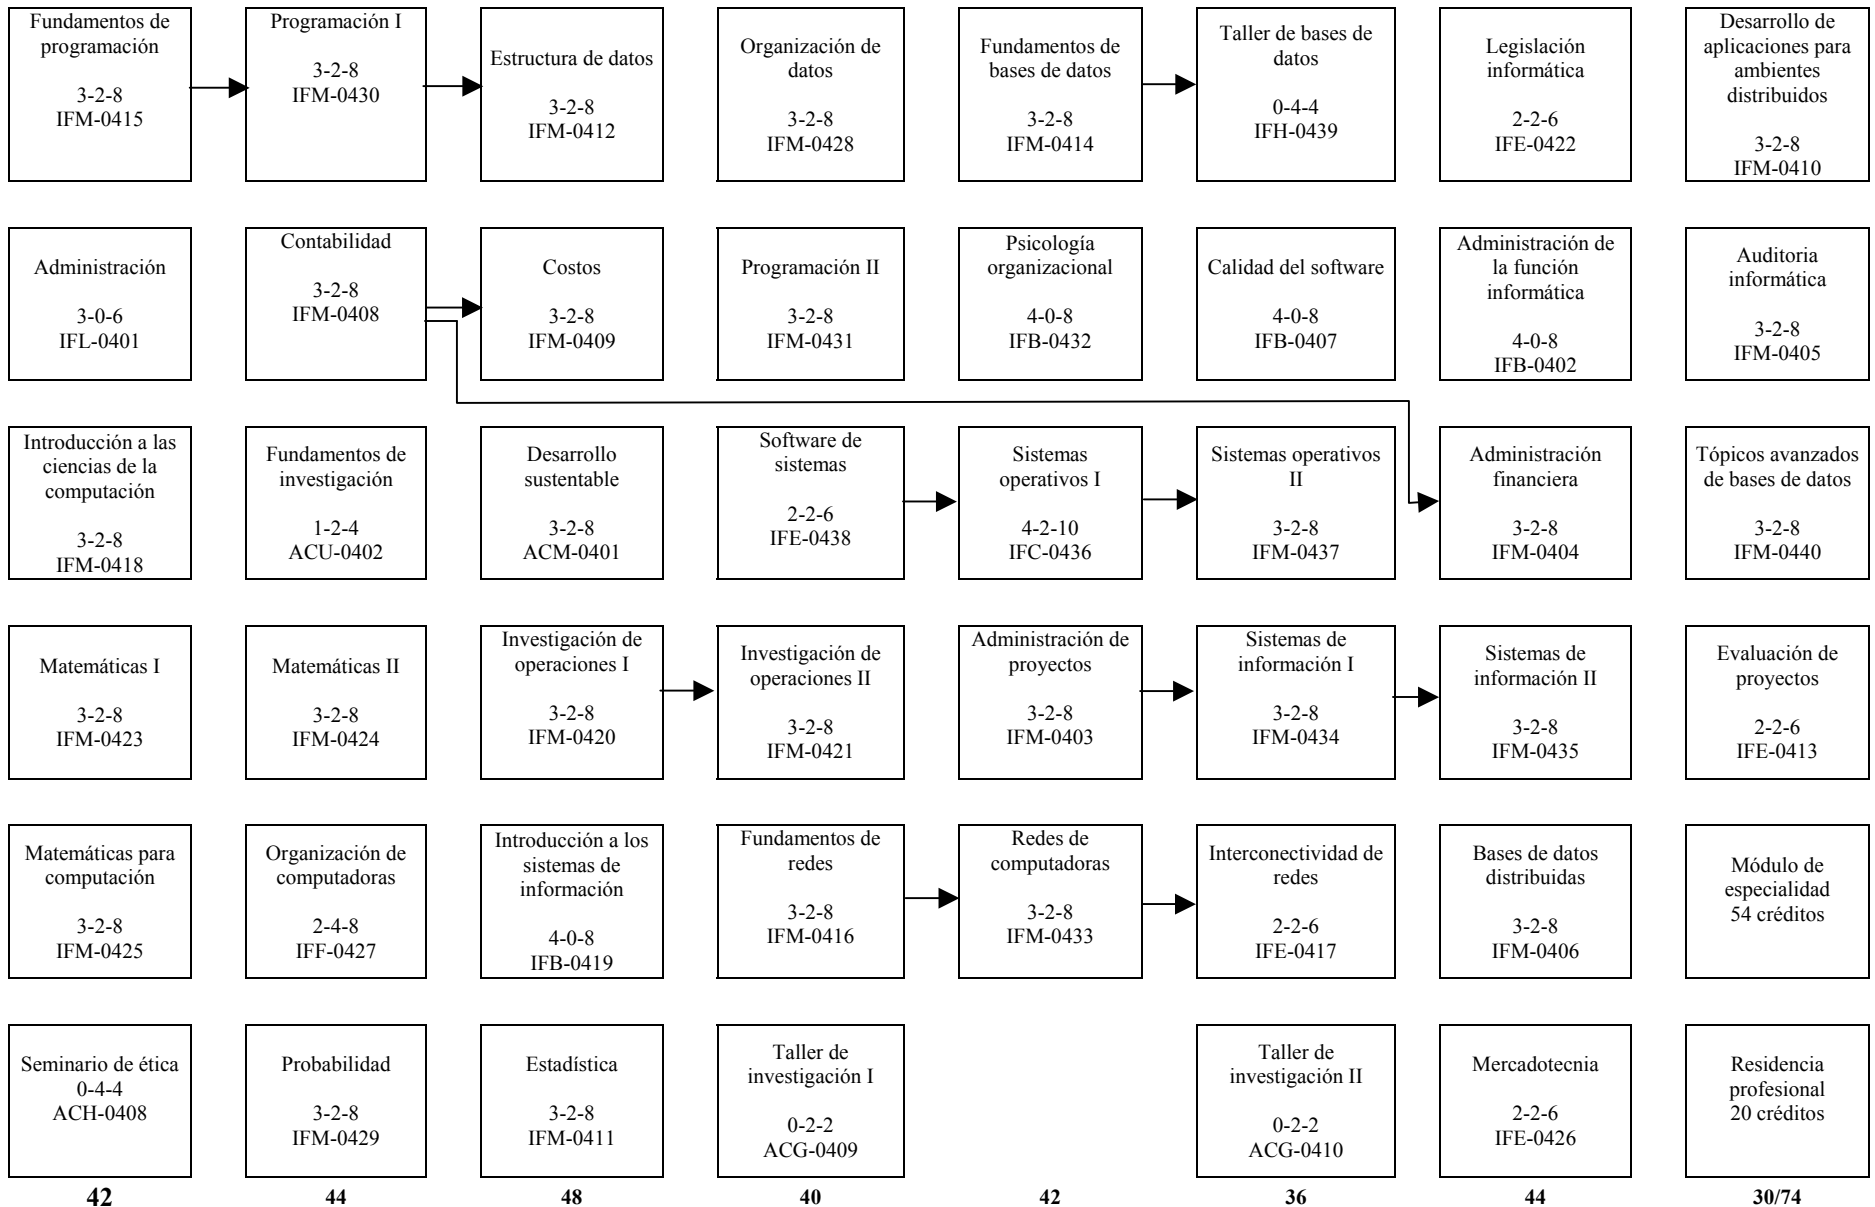 Fundamentos de
programación
3-2-8
IFM-0415
Programación I
3-2-8
IFM-0430
Estructura de datos
3-2-8
IFM-0412
Organización de
datos
3-2-8
IFM-0428
Fundamentos de
bases de datos
3-2-8
IFM-0414
Taller de bases de
datos
0-4-4
IFH-0439
Legislación
informática
2-2-6
IFE-0422
Desarrollo de
aplicaciones para
ambientes
distribuidos
3-2-8
IFM-0410
Administración
3-0-6
IFL-0401
Contabilidad
3-2-8
IFM-0408
Costos
3-2-8
IFM-0409
Programación II
3-2-8
IFM-0431
Psicología
organizacional
4-0-8
IFB-0432
Calidad del software
4-0-8
IFB-0407
Administración de
la función
informática
4-0-8
IFB-0402
Auditoria
informática
3-2-8
IFM-0405
Introducción a las
ciencias de la
computación
3-2-8
IFM-0418
Fundamentos de
investigación
1-2-4
ACU-0402
Desarrollo
sustentable
3-2-8
ACM-0401
Software de
sistemas
2-2-6
IFE-0438
Sistemas
operativos I
4-2-10
IFC-0436
Sistemas operativos
II
3-2-8
IFM-0437
Administración
financiera
3-2-8
IFM-0404
Tópicos avanzados
de bases de datos
3-2-8
IFM-0440
Matemáticas I
3-2-8
IFM-0423
Matemáticas II
3-2-8
IFM-0424
Investigación de
operaciones I
3-2-8
IFM-0420
Investigación de
operaciones II
3-2-8
IFM-0421
Administración de
proyectos
3-2-8
IFM-0403
Sistemas de
información I
3-2-8
IFM-0434
Sistemas de
información II
3-2-8
IFM-0435
Evaluación de
proyectos
2-2-6
IFE-0413
Matemáticas para
computación
3-2-8
IFM-0425
Organización de
computadoras
2-4-8
IFF-0427
Introducción a los
sistemas de
información
4-0-8
IFB-0419
Fundamentos de
redes
3-2-8
IFM-0416
Redes de
computadoras
3-2-8
IFM-0433
Interconectividad de
redes
2-2-6
IFE-0417
Bases de datos
distribuidas
3-2-8
IFM-0406
Módulo de
especialidad
54 créditos
Seminario de ética
0-4-4
ACH-0408
Probabilidad
3-2-8
IFM-0429
Estadística
3-2-8
IFM-0411
Taller de
investigación I
0-2-2
ACG-0409
Taller de
investigación II
0-2-2
ACG-0410
Mercadotecnia
2-2-6
IFE-0426
Residencia
profesional
20 créditos
42 44 48 40 42 36 44 30/74